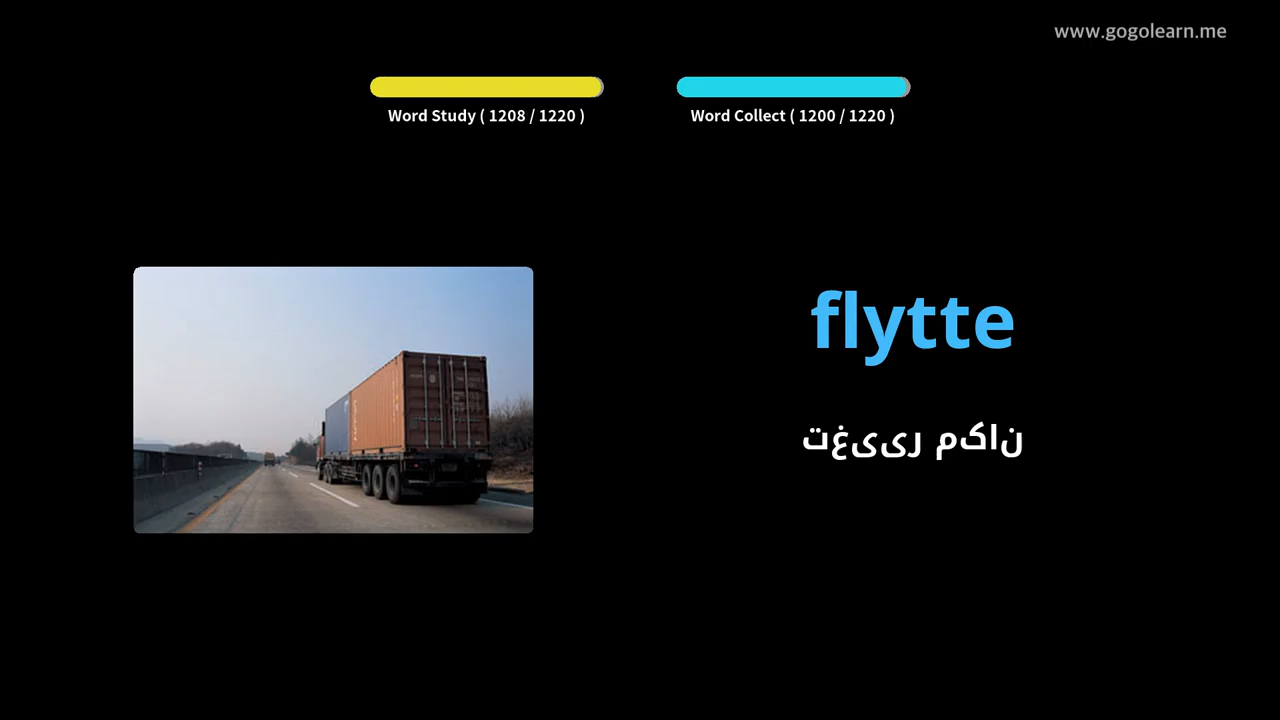 www.gogolearn.me
Word Study ( 1208 / 1220 )
Word Collect ( 1200 / 1220 )
flytte
تغییر مکان